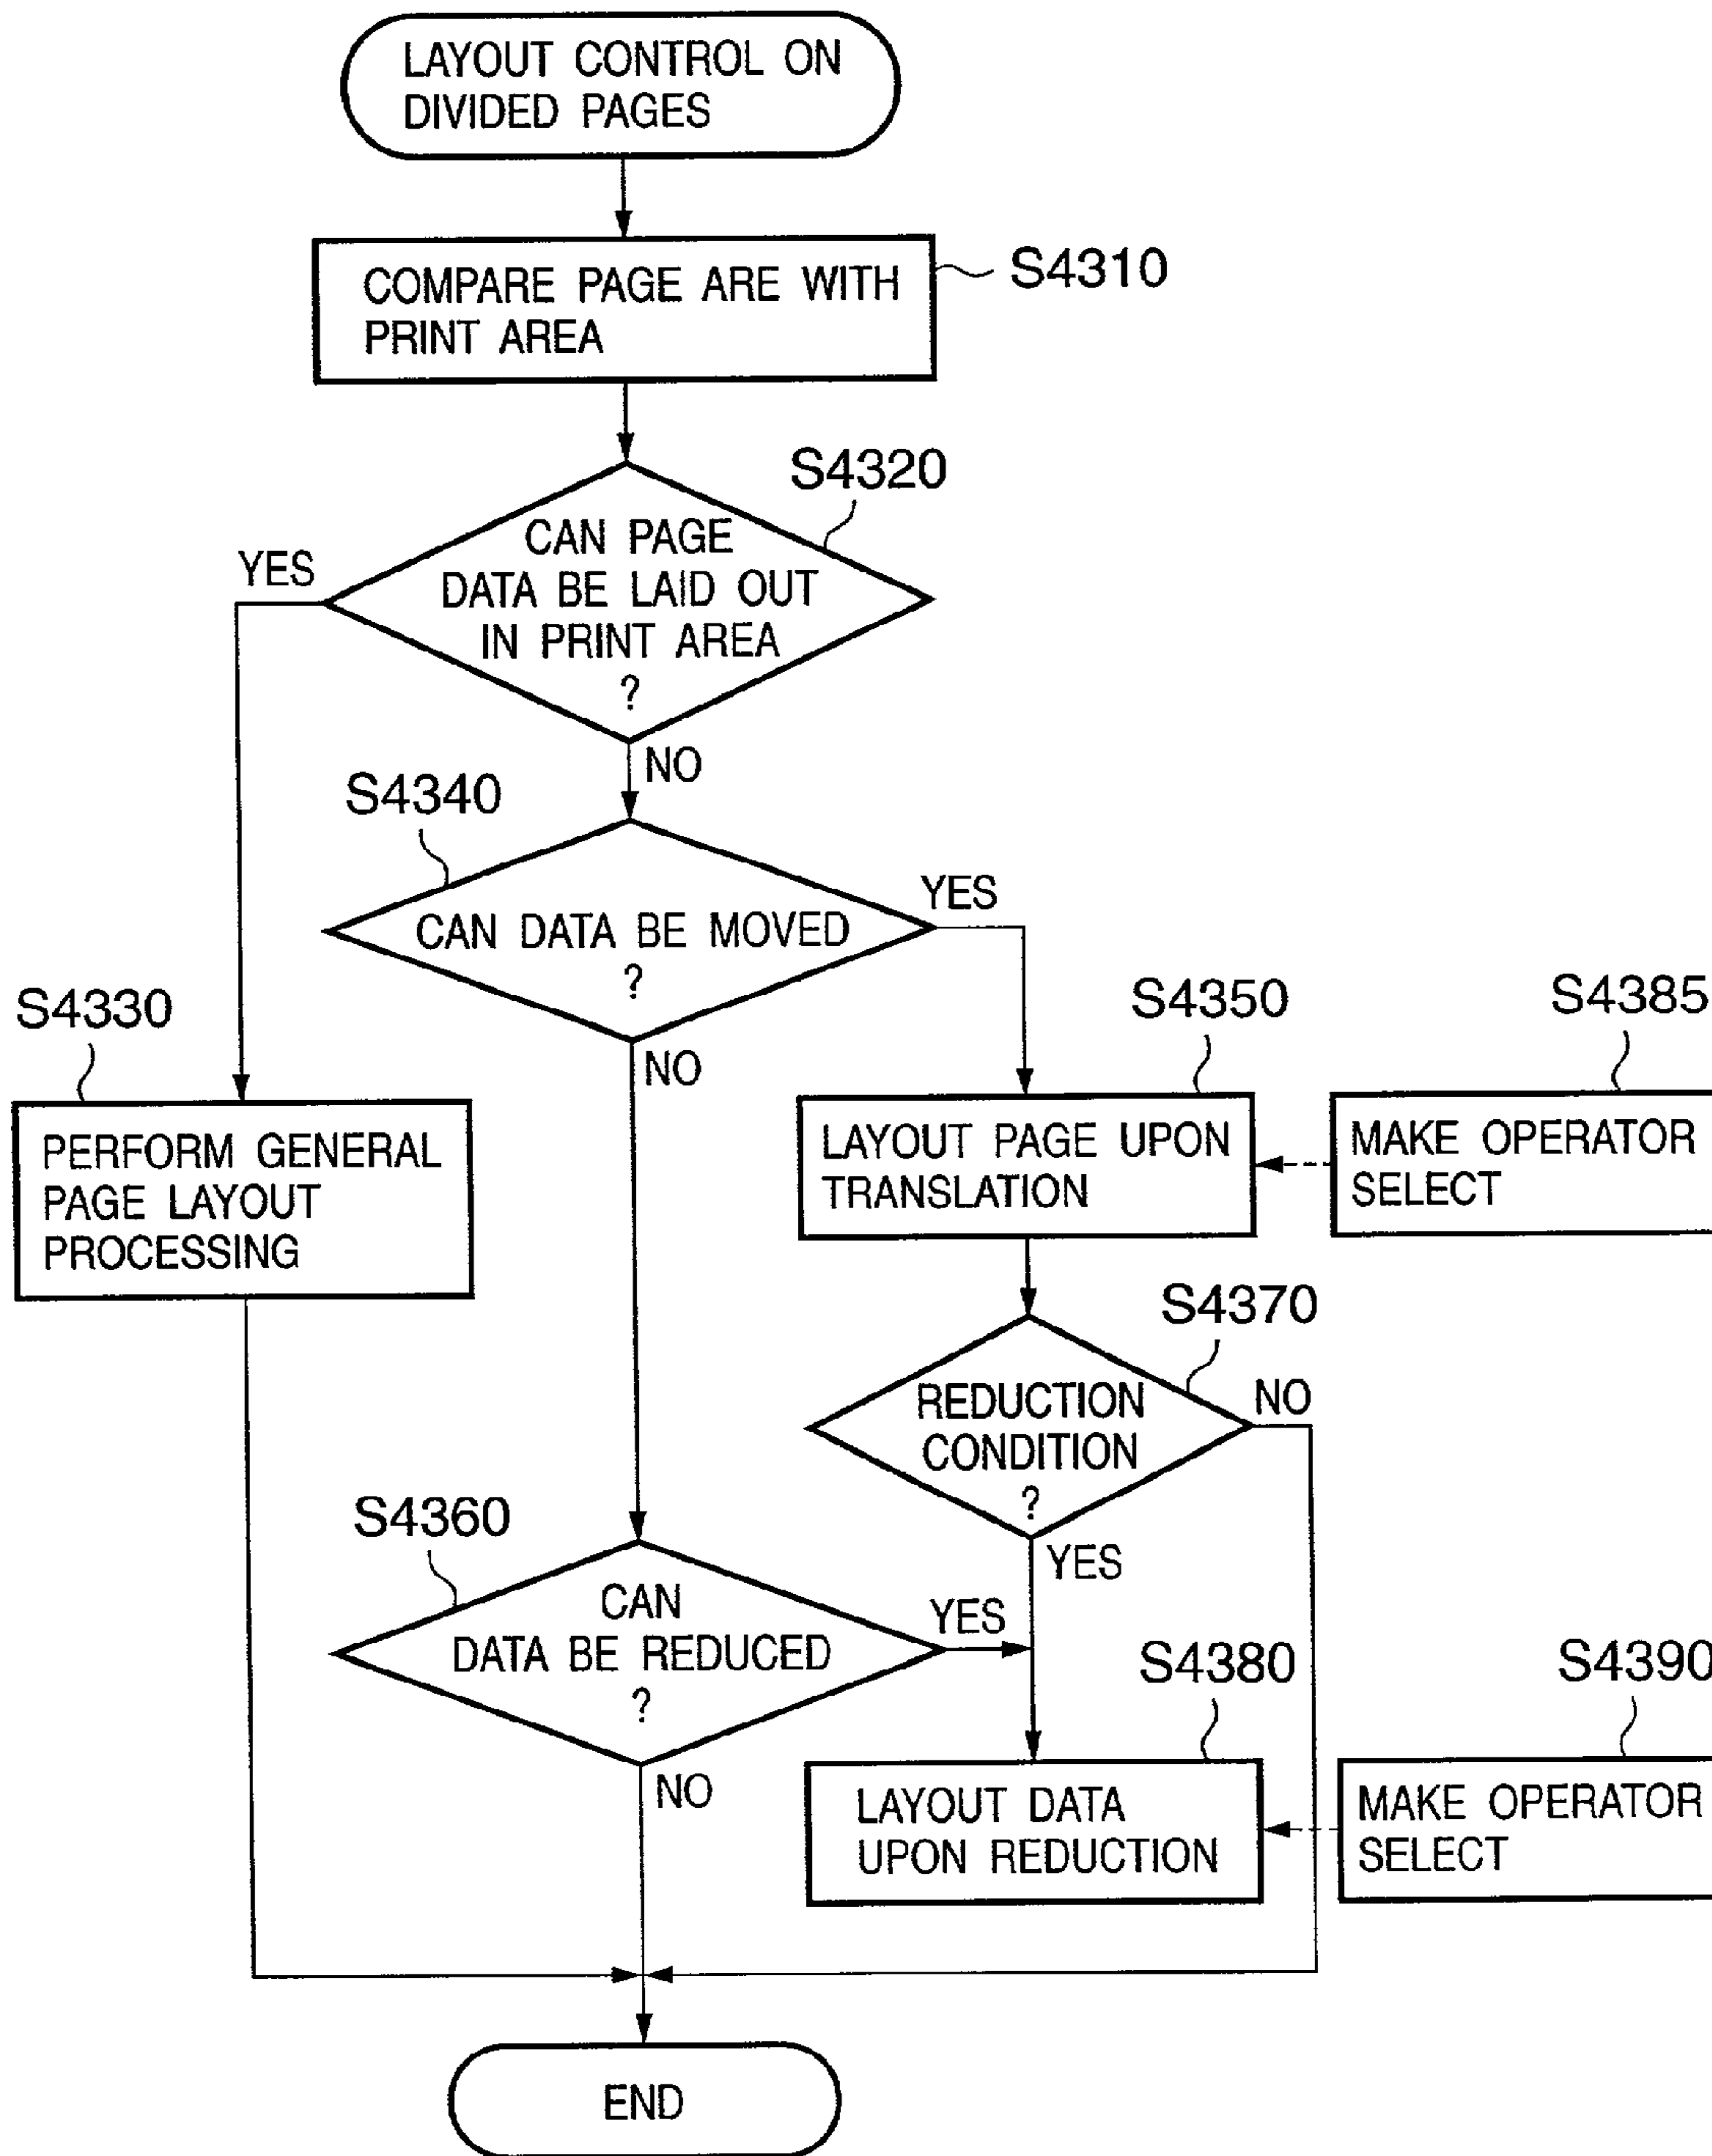 LAYOUT CONTROL ON
DIVIDED PAGES
COMPARE PAGE ARE WITH
PRINT AREA
S4310
S4320
CAN PAGE
DATA BE LAID OUT
IN PRINT AREA
?
YES
NO
S4340
CAN DATA BE MOVED
?
YES
NO
S4330
PERFORM GENERAL
PAGE LAYOUT
PROCESSING
S4350
LAYOUT PAGE UPON
TRANSLATION
S4385
MAKE OPERATOR
SELECT
S4370
REDUCTION
CONDITION
?
NO
YES
S4360
CAN
DATA BE REDUCED
?
YES
NO
S4380
LAYOUT DATA
UPON REDUCTION
S4390
MAKE OPERATOR
SELECT
END